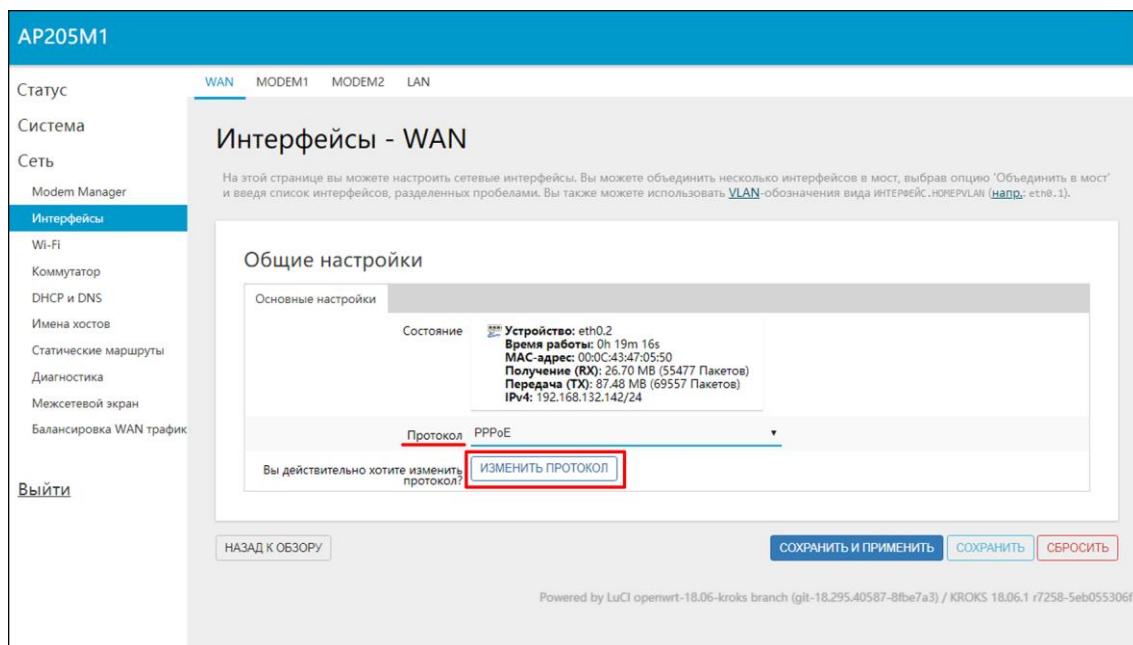 AP205M1
Статус
Система
Сеть
Modem Manager
Интерфейсы
Wi-Fi
Коммутатор
DHCP и DNS
Имена хостов
Статические маршруты
Диагностика
Межсетевой экран
Балансировка WAN трафик
Выйти
WAN MODEM1 MODEM2 LAN
Интерфейсы - WAN
На этой странице вы можете настроить сетевые интерфейсы. Вы можете объединить несколько интерфейсов в мост, выбрав опцию 'Объединить в мост'
и введя список интерфейсов, разделенных пробелами. Вы также можете использовать VLAN-обозначения вида ИНТЕРФЕЙС.НОМЕРVLAN (напр.: eth0.1).
Общие настройки
Основные настройки
Состояние
Устройство: eth0.2
Время работы: 0h 19m 16s
MAC-адрес: 00:0C:43:47:05:50
Получение (RX): 26.70 MB (55477 Пакетов)
Передача (TX): 87.48 MB (69557 Пакетов)
IPv4: 192.168.132.142/24
Протокол PPPoE
Вы действительно хотите изменить
протокол?
ИЗМЕНИТЬ ПРОТОКОЛ
НАЗАД К ОБЗОРУ СОХРАНИТЬ И ПРИМЕНИТЬ СОХРАНИТЬ СБРОСИТЬ
Powered by LuCI openwrt-18.06-kroks branch (git-18.295.40587-8fbe7a3) / KROKS 18.06.1 r7258-5eb055306f